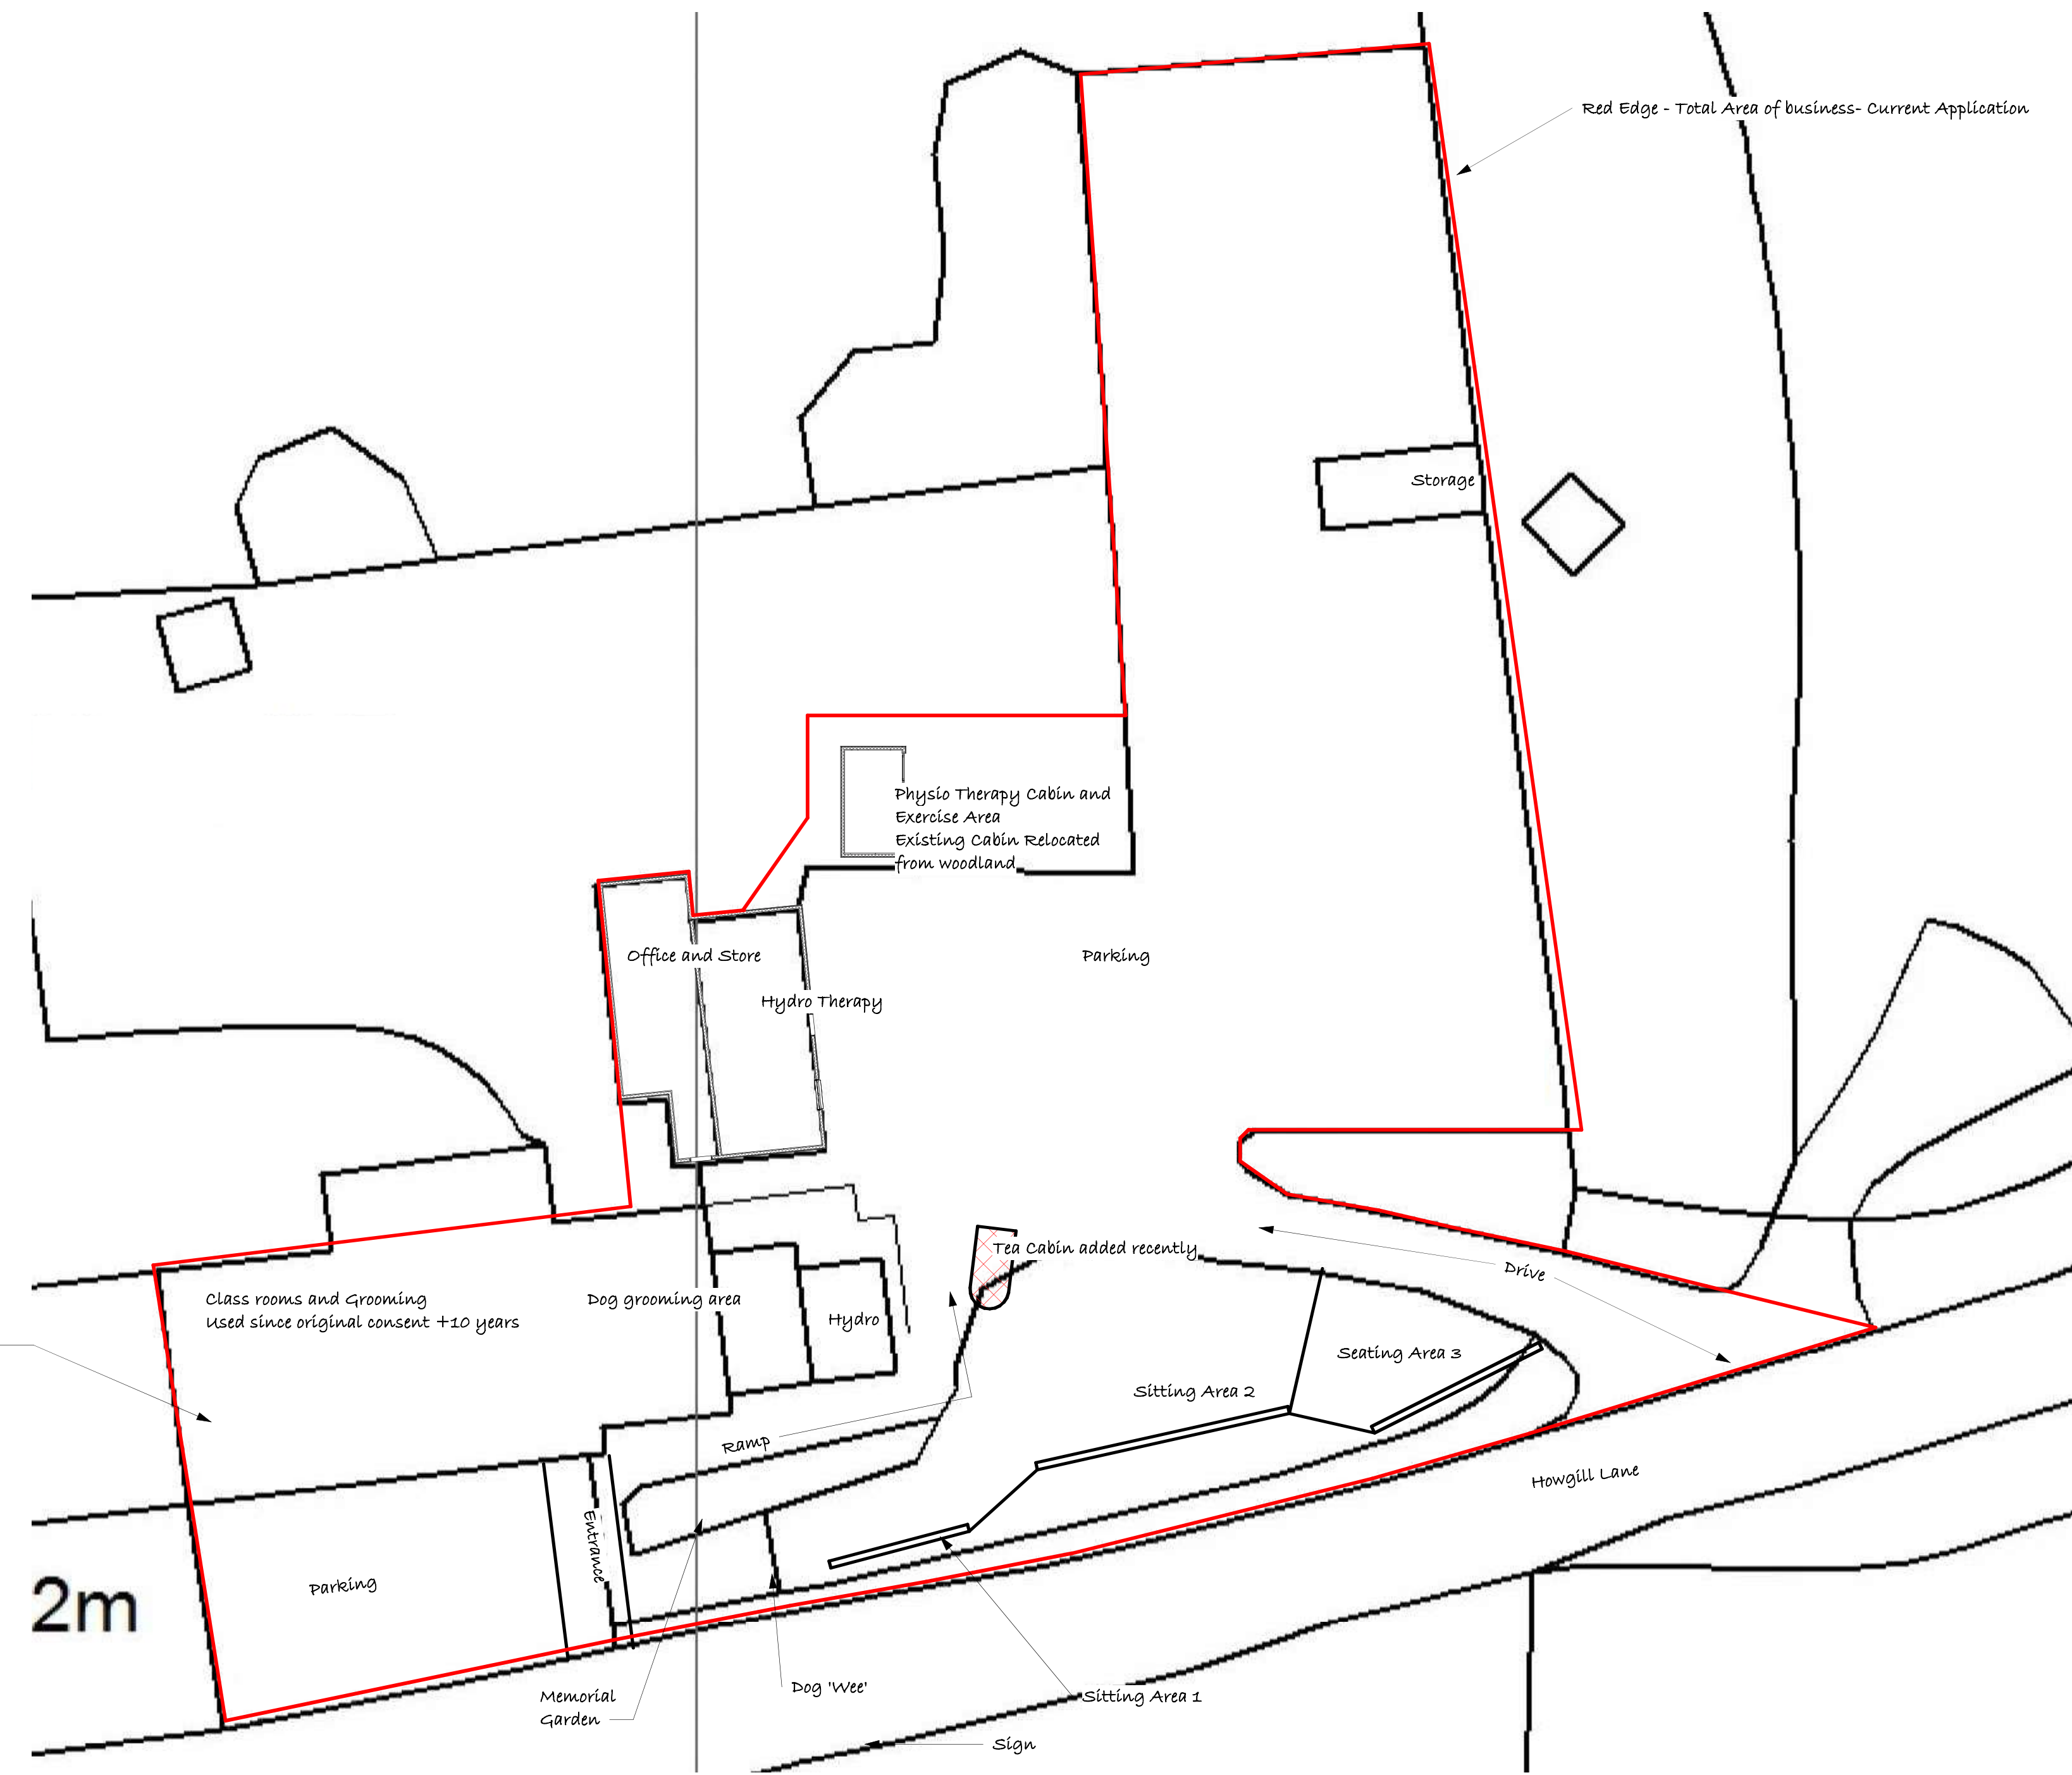 Red Edge - Total Area of business- Current Application
Storage
Physio Therapy Cabin and
Exercise Area
Existing Cabin Relocated
from woodland
Office and Store
Parking
Hydro Therapy
Tea Cabin added recently
Drive
Class rooms and Grooming
Used since original consent +10 years
Dog grooming area
Hydro
Seating Area 3
Sitting Area 2
Ramp
Howgill Lane
Entrance
Parking
2m
Dog 'Wee'
Memorial
Garden
Sitting Area 1
Sign